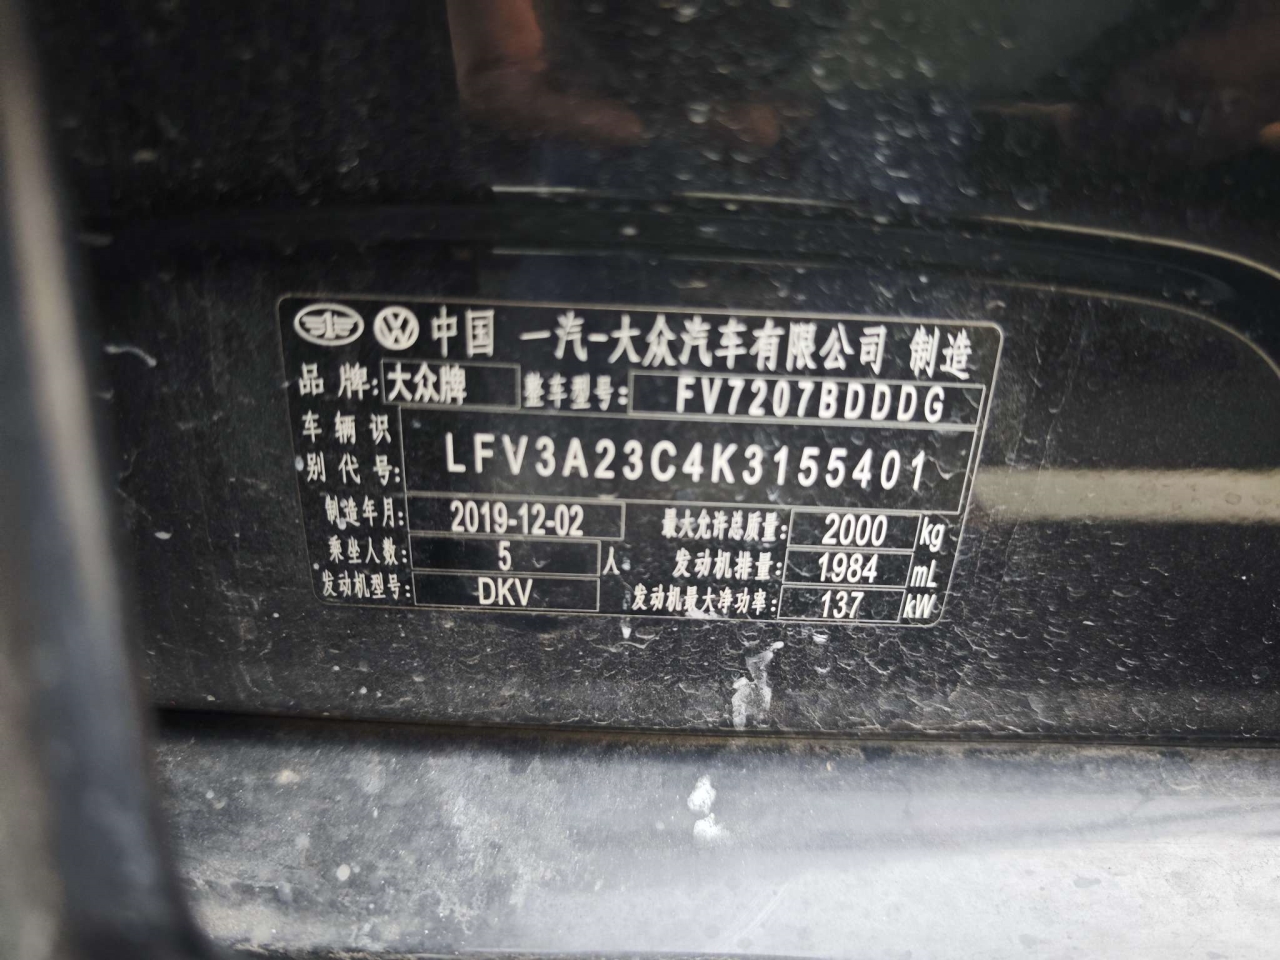 中国 一汽-大众汽车有限公司 制造
品牌: 大众牌 整车型号: FV7207BDDDG
车辆识别代号: LFV3A23C4K3155401
制造年月: 2019-12-02 最大允许总质量: 2000 kg
乘坐人数: 5 人 发动机排量: 1984 mL
发动机型号: DKV 发动机最大净功率: 137 kW